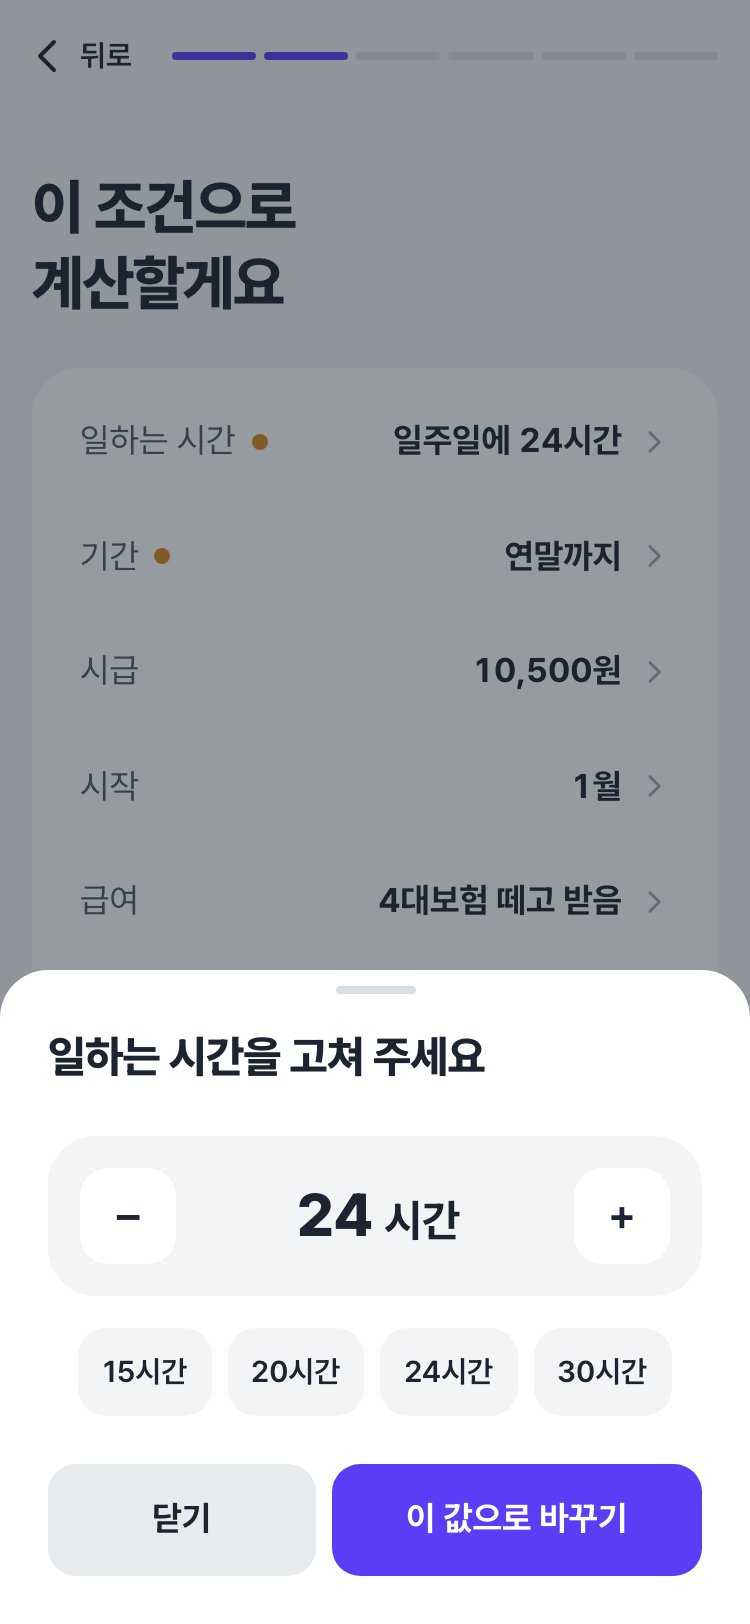 뒤로
이 조건으로
계산할게요
일하는 시간 일주일에 24시간
기간 연말까지
시급 10,500원
시작 1월
급여 4대보험 떼고 받음
일하는 시간을 고쳐 주세요
− 24 시간 +
15시간 20시간 24시간 30시간
닫기 이 값으로 바꾸기